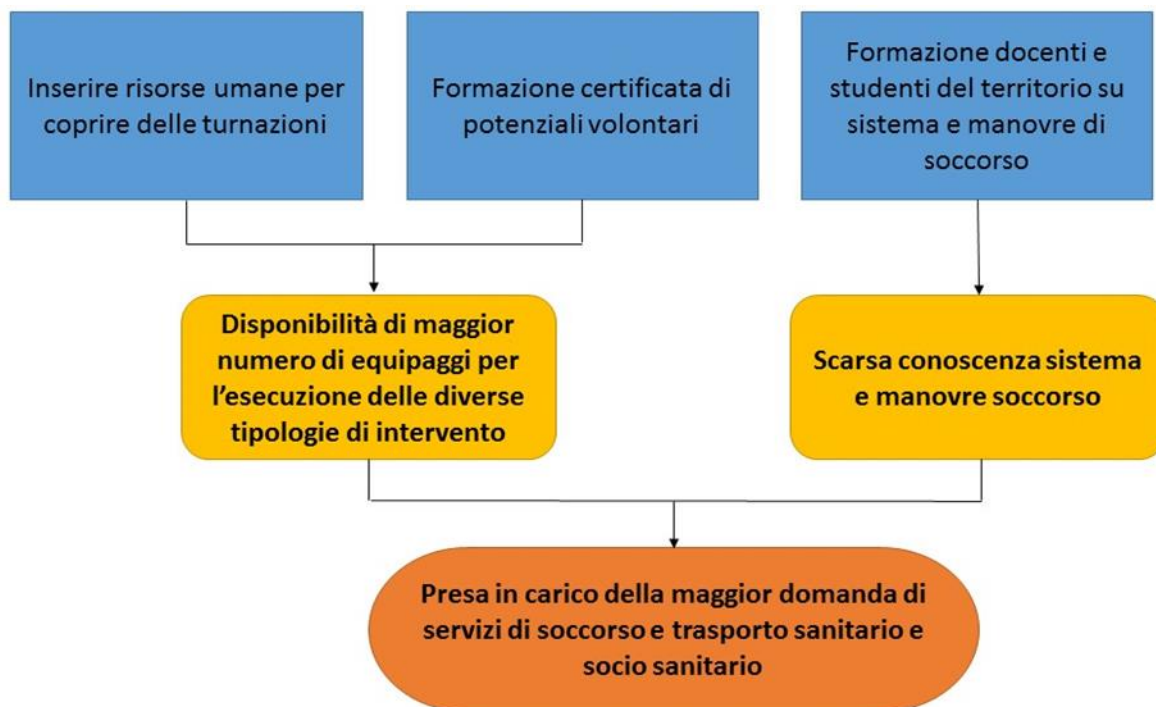 Inserire risorse umane per
coprire delle turnazioni
Formazione certificata di
potenziali volontari
Formazione docenti e
studenti del territorio su
sistema e manovre di
soccorso
Disponibilità di maggior
numero di equipaggi per
l’esecuzione delle diverse
tipologie di intervento
Scarsa conoscenza sistema
e manovre soccorso
Presa in carico della maggior domanda di
servizi di soccorso e trasporto sanitario e
socio sanitario